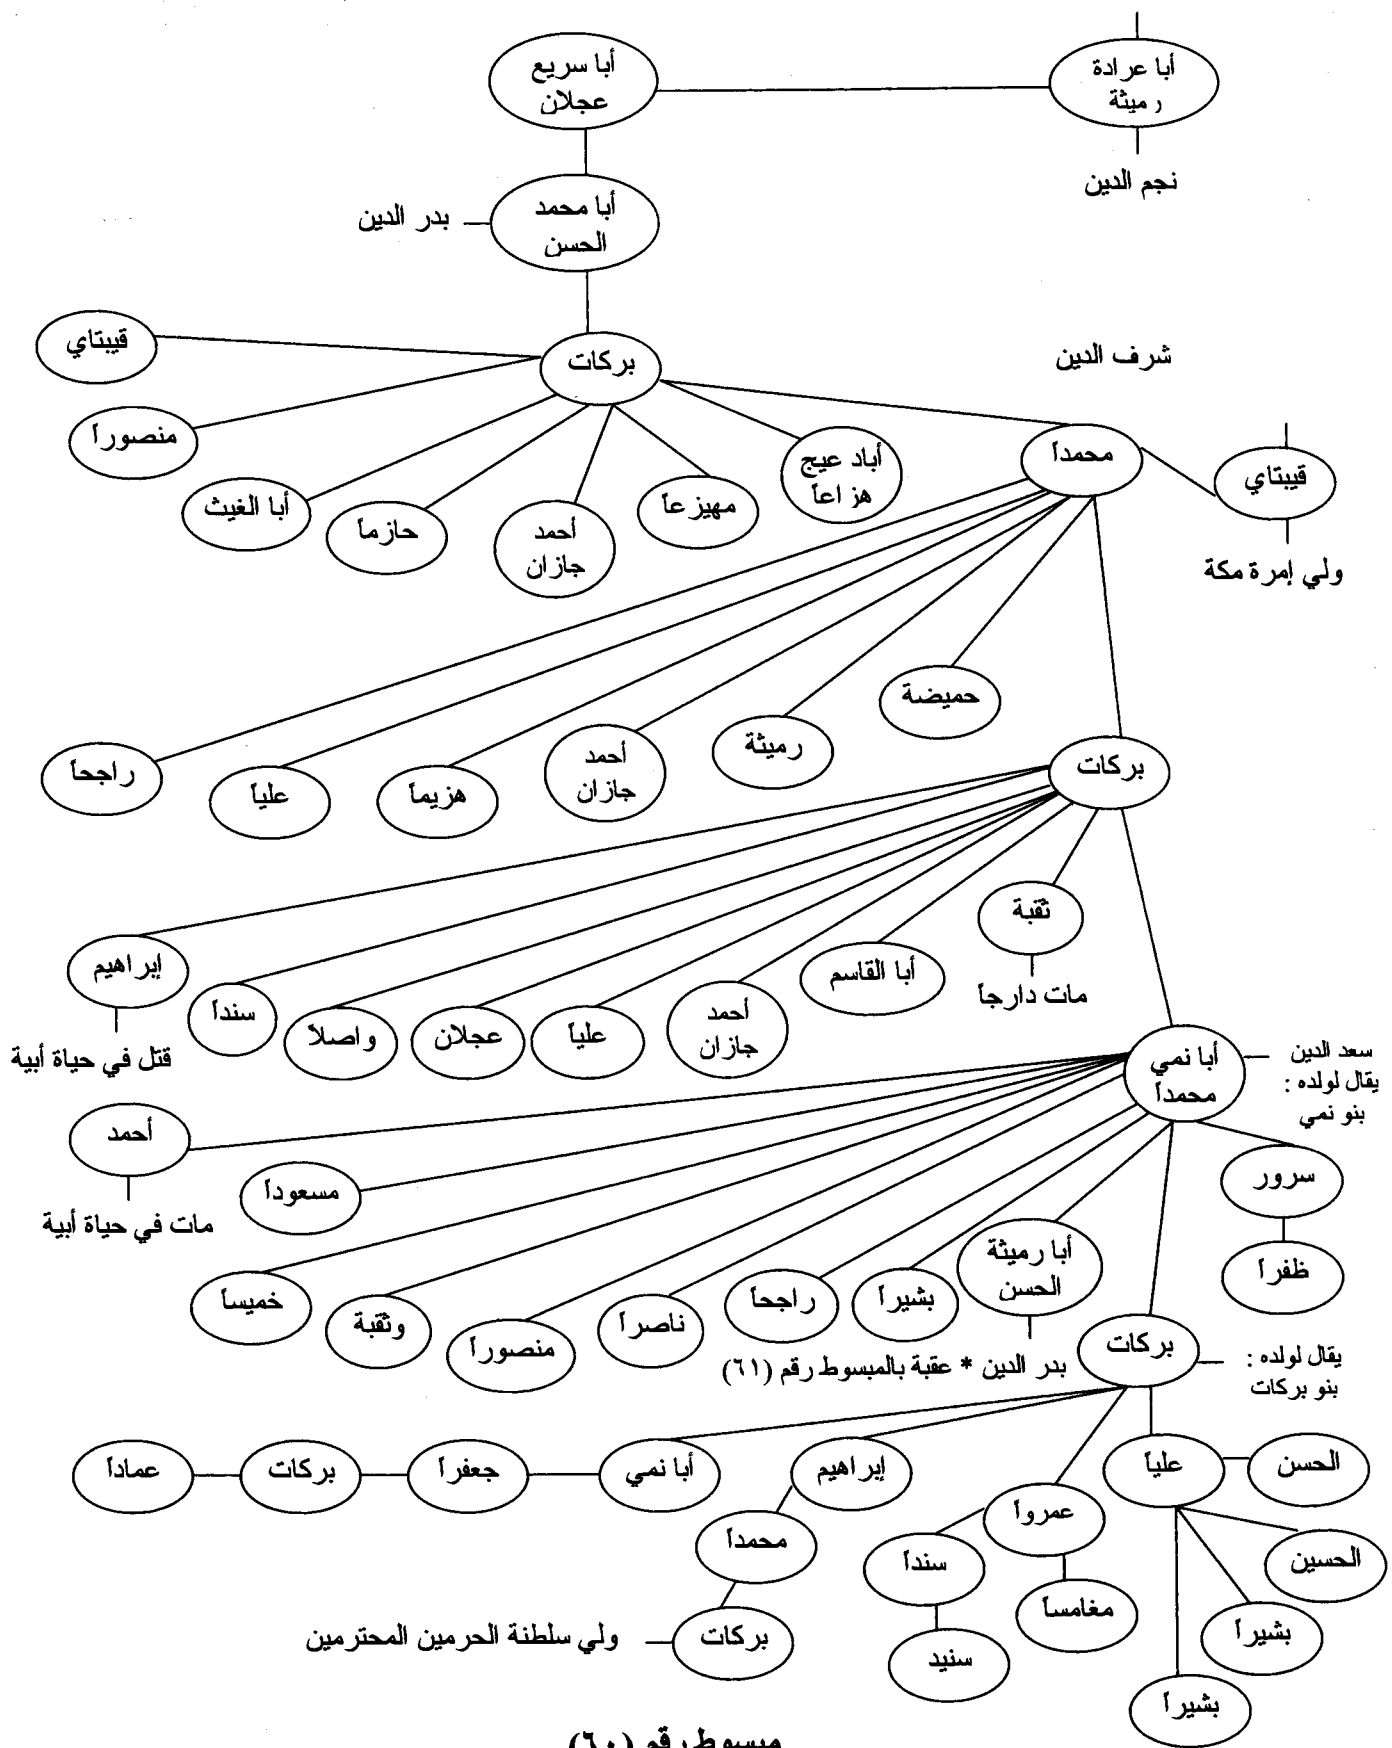 أبا عرادة
رميثة
نجم الدين
أبا سريع
عجلان
أبا محمد
الحسن
بدر الدين
بركات
شرف الدين
محمداً
قيبتاي
ولي إمرة مكة
أباد عيج
هزاعاً
مهيزعاً
أحمد
جازان
حازماً
أبا الغيث
منصوراً
قيبتاي
بركات
حميضة
رميثة
أحمد
جازان
هزيماً
علياً
راجحاً
أبا نمي
محمداً
سعد الدين
يقال لولده :
بنو نمي
ثقبة
مات دارجاً
أبا القاسم
أحمد
جازان
علياً
عجلان
واصلاً
سنداً
إبراهيم
قتل في حياة أبية
سرور
ظفراً
بركات
يقال لولده :
بنو بركات
أبا رميثة
الحسن
بدر الدين * عقبة بالمبسوط رقم (٦١)
بشيراً
راجحاً
ناصراً
منصوراً
وثقبة
خميساً
مسعوداً
أحمد
مات في حياة أبية
علياً
الحسن
الحسين
بشيراً
بشيراً
عمرواً
مغامساً
سنداً
سنيد
إبراهيم
محمداً
بركات
ولي سلطنة الحرمين المحترمين
أبا نمي
جعفراً
بركات
عماداً
مبسوط رقم (٦٠)